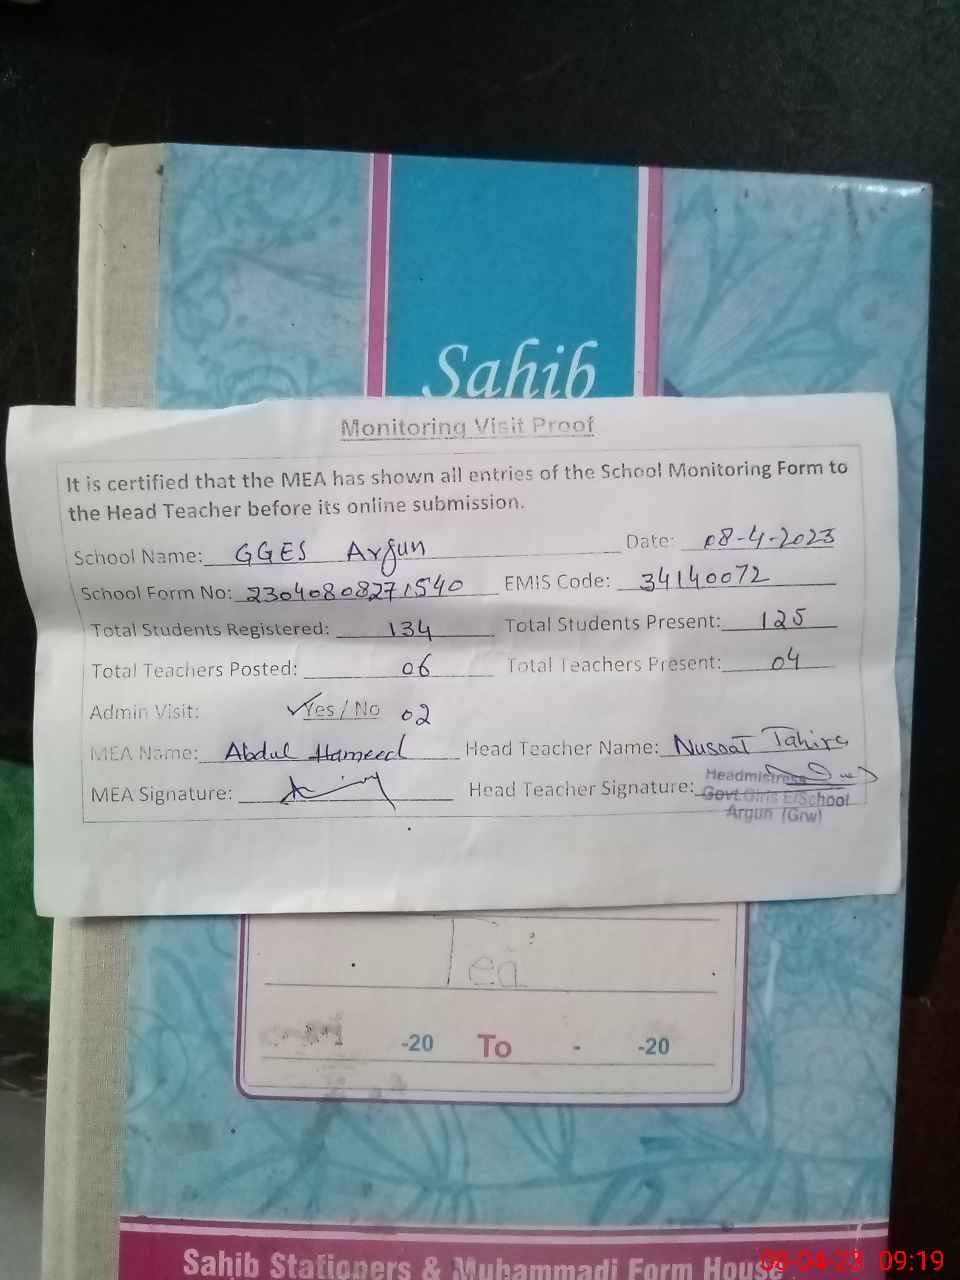 Sahib
Monitoring Visit Proof
It is certified that the MEA has shown all entries of the School Monitoring Form to
the Head Teacher before its online submission.
School Name: GGES Argun Date: 08-4-2023
School Form No: 23040808271540 EMIS Code: 34140072
Total Students Registered: 134 Total Students Present: 125
Total Teachers Posted: 06 Total Teachers Present: 04
Admin Visit: ✓Yes / No 02
MEA Name: Abdul Hameed Head Teacher Name: Nusrat Tahira
MEA Signature: Head Teacher Signature:
Headmistress
Govt.Girls E/School
Argun (Grw)
Tea
-20 To - -20
Sahib Stationers & Muhammadi Form House
08-04-23 09:19